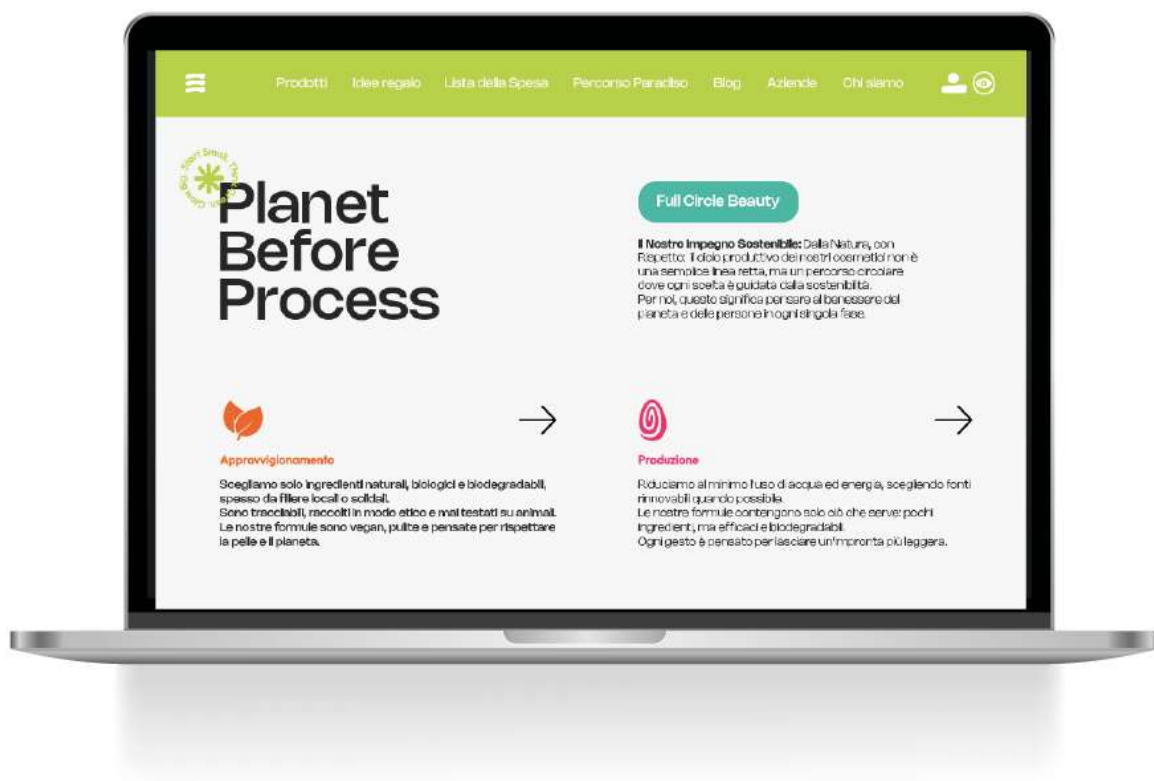 Prodotti Idee regalo Lista della Spesa Percorso Paradiso Blog Aziende Chi siamo
Start Small. Think Clean. Glow Big.
Planet
Before
Process
Full Circle Beauty
Il Nostro Impegno Sostenibile: Dalla Natura, con
Rispetto: il ciclo produttivo dei nostri cosmetici non è
una semplice linea retta, ma un percorso circolare
dove ogni scelta è guidata dalla sostenibilità.
Per noi, questo significa pensare al benessere del
pianeta e delle persone in ogni singola fase.
Approvvigionamento
Scegliamo solo ingredienti naturali, biologici e biodegradabili,
spesso da filiere locali o solidali.
Sono tracciabili, raccolti in modo etico e mai testati su animali.
Le nostre formule sono vegan, pulite e pensate per rispettare
la pelle e il pianeta.
Produzione
Riduciamo al minimo l'uso di acqua ed energia, scegliendo fonti
rinnovabili quando possibile.
Le nostre formule contengono solo ciò che serve: pochi
ingredienti, ma efficaci e biodegradabili.
Ogni gesto è pensato per lasciare un'impronta più leggera.